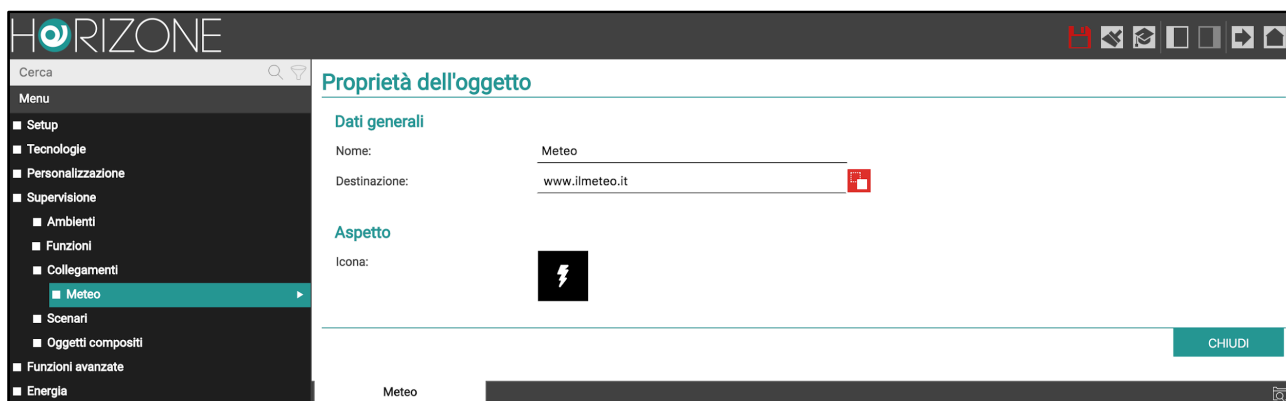 HORIZONE
Cerca
Menu
Setup
Tecnologie
Personalizzazione
Supervisione
Ambienti
Funzioni
Collegamenti
Meteo
Scenari
Oggetti compositi
Funzioni avanzate
Energia
Proprietà dell'oggetto
Dati generali
Nome: Meteo
Destinazione: www.ilmeteo.it
Aspetto
Icona:
CHIUDI
Meteo